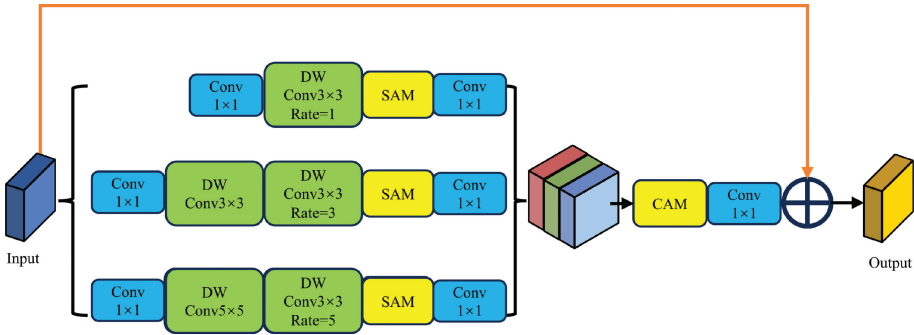 Conv
1×1
DW
Conv3×3
Rate=1
SAM
Conv
1×1
Conv
1×1
DW
Conv3×3
DW
Conv3×3
Rate=3
SAM
Conv
1×1
Conv
1×1
DW
Conv5×5
DW
Conv3×3
Rate=5
SAM
Conv
1×1
Input
CAM
Conv
1×1
Output